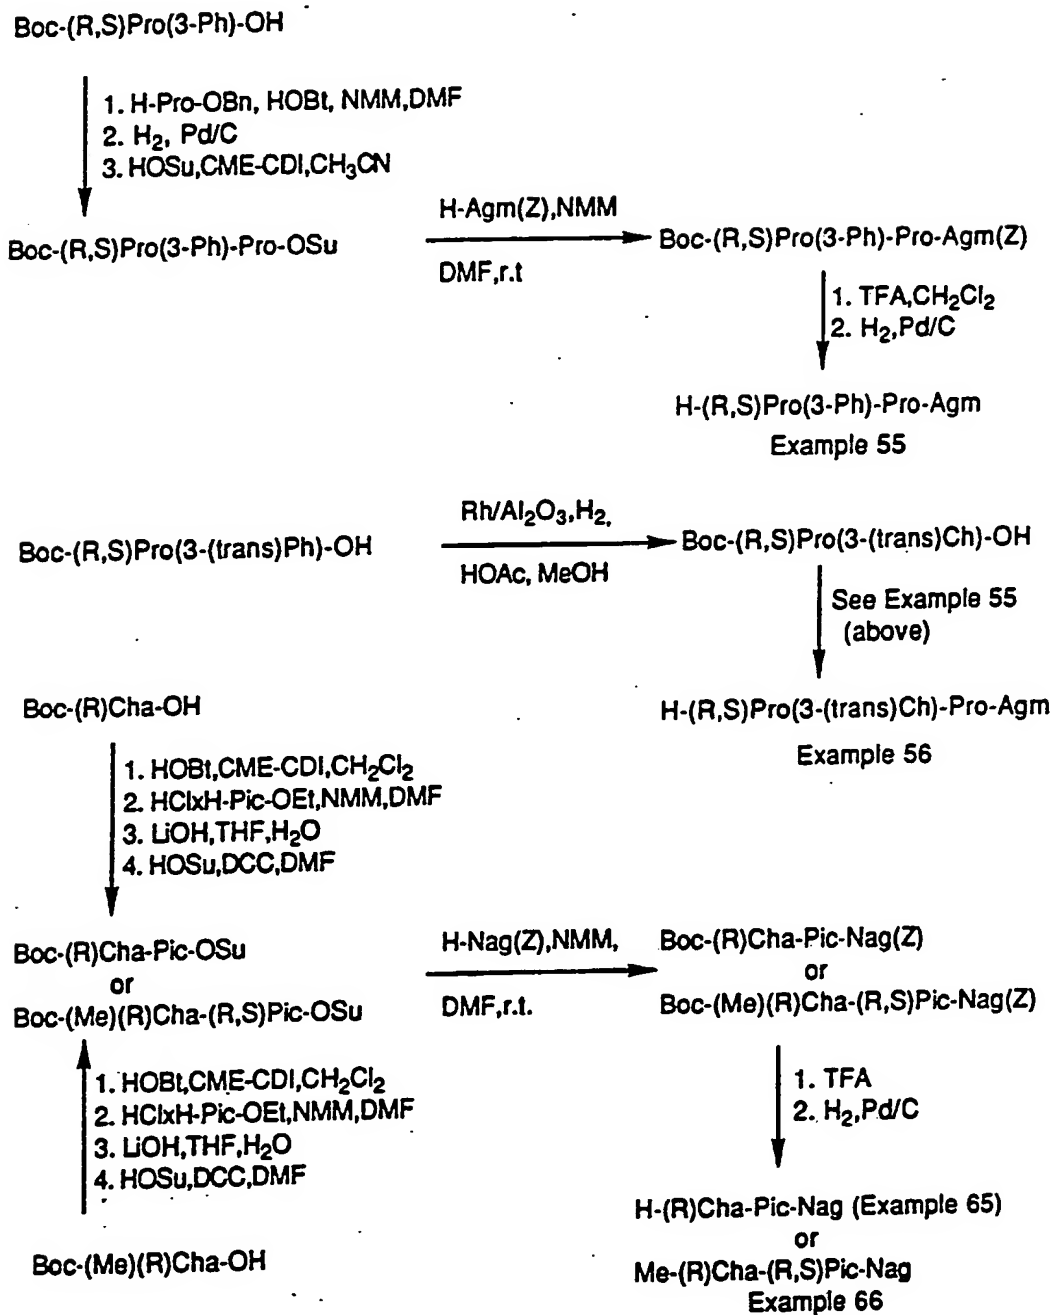 Boc-(R,S)Pro(3-Ph)-OH
1. H-Pro-OBn, HOBt, NMM,DMF
2. H2, Pd/C
3. HOSu,CME-CDI,CH3CN
Boc-(R,S)Pro(3-Ph)-Pro-OSu
H-Agm(Z),NMM
DMF,r.t
Boc-(R,S)Pro(3-Ph)-Pro-Agm(Z)
1. TFA,CH2Cl2
2. H2,Pd/C
H-(R,S)Pro(3-Ph)-Pro-Agm
Example 55
Boc-(R,S)Pro(3-(trans)Ph)-OH
Rh/Al2O3,H2,
HOAc, MeOH
Boc-(R,S)Pro(3-(trans)Ch)-OH
See Example 55
(above)
H-(R,S)Pro(3-(trans)Ch)-Pro-Agm
Example 56
Boc-(R)Cha-OH
1. HOBt,CME-CDI,CH2Cl2
2. HClxH-Pic-OEt,NMM,DMF
3. LiOH,THF,H2O
4. HOSu,DCC,DMF
Boc-(R)Cha-Pic-OSu
or
Boc-(Me)(R)Cha-(R,S)Pic-OSu
H-Nag(Z),NMM,
DMF,r.t.
Boc-(R)Cha-Pic-Nag(Z)
or
Boc-(Me)(R)Cha-(R,S)Pic-Nag(Z)
1. HOBt,CME-CDI,CH2Cl2
2. HClxH-Pic-OEt,NMM,DMF
3. LiOH,THF,H2O
4. HOSu,DCC,DMF
Boc-(Me)(R)Cha-OH
1. TFA
2. H2,Pd/C
H-(R)Cha-Pic-Nag (Example 65)
or
Me-(R)Cha-(R,S)Pic-Nag
Example 66